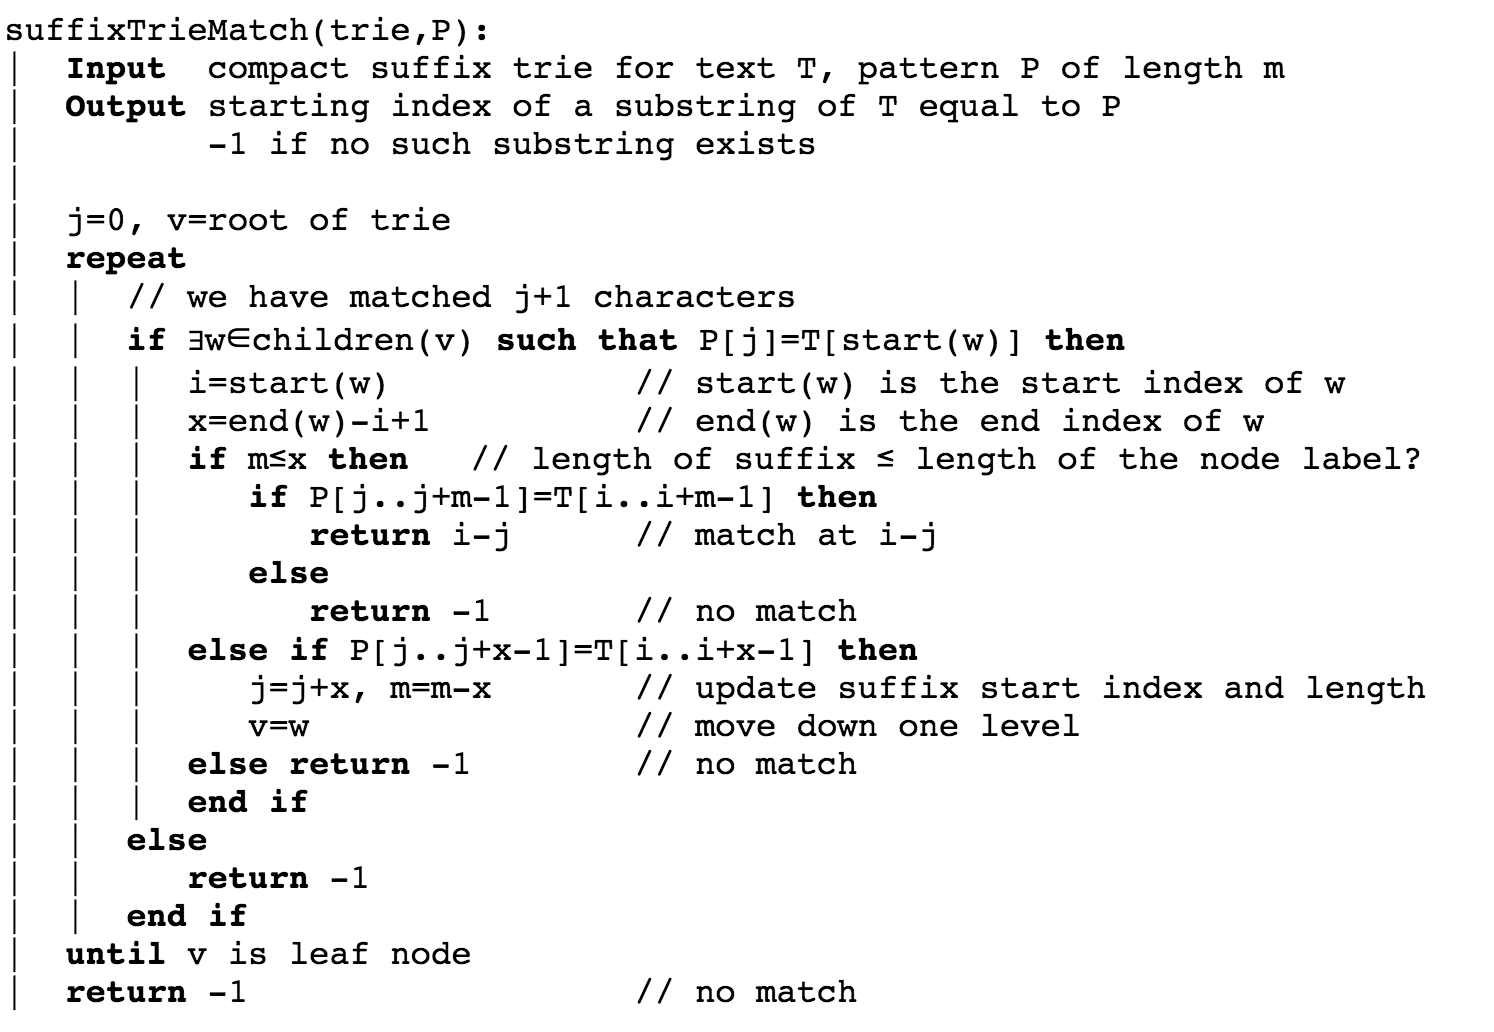 suffixTrieMatch(trie,P):
| Input compact suffix trie for text T, pattern P of length m
| Output starting index of a substring of T equal to P
| -1 if no such substring exists
|
| j=0, v=root of trie
| repeat
| | // we have matched j+1 characters
| | if ∃w∈children(v) such that P[j]=T[start(w)] then
| | | i=start(w) // start(w) is the start index of w
| | | x=end(w)-i+1 // end(w) is the end index of w
| | | if m≤x then // length of suffix ≤ length of the node label?
| | | if P[j..j+m-1]=T[i..i+m-1] then
| | | return i-j // match at i-j
| | | else
| | | return -1 // no match
| | | else if P[j..j+x-1]=T[i..i+x-1] then
| | | j=j+x, m=m-x // update suffix start index and length
| | | v=w // move down one level
| | | else return -1 // no match
| | | end if
| | else
| | return -1
| | end if
| until v is leaf node
| return -1 // no match